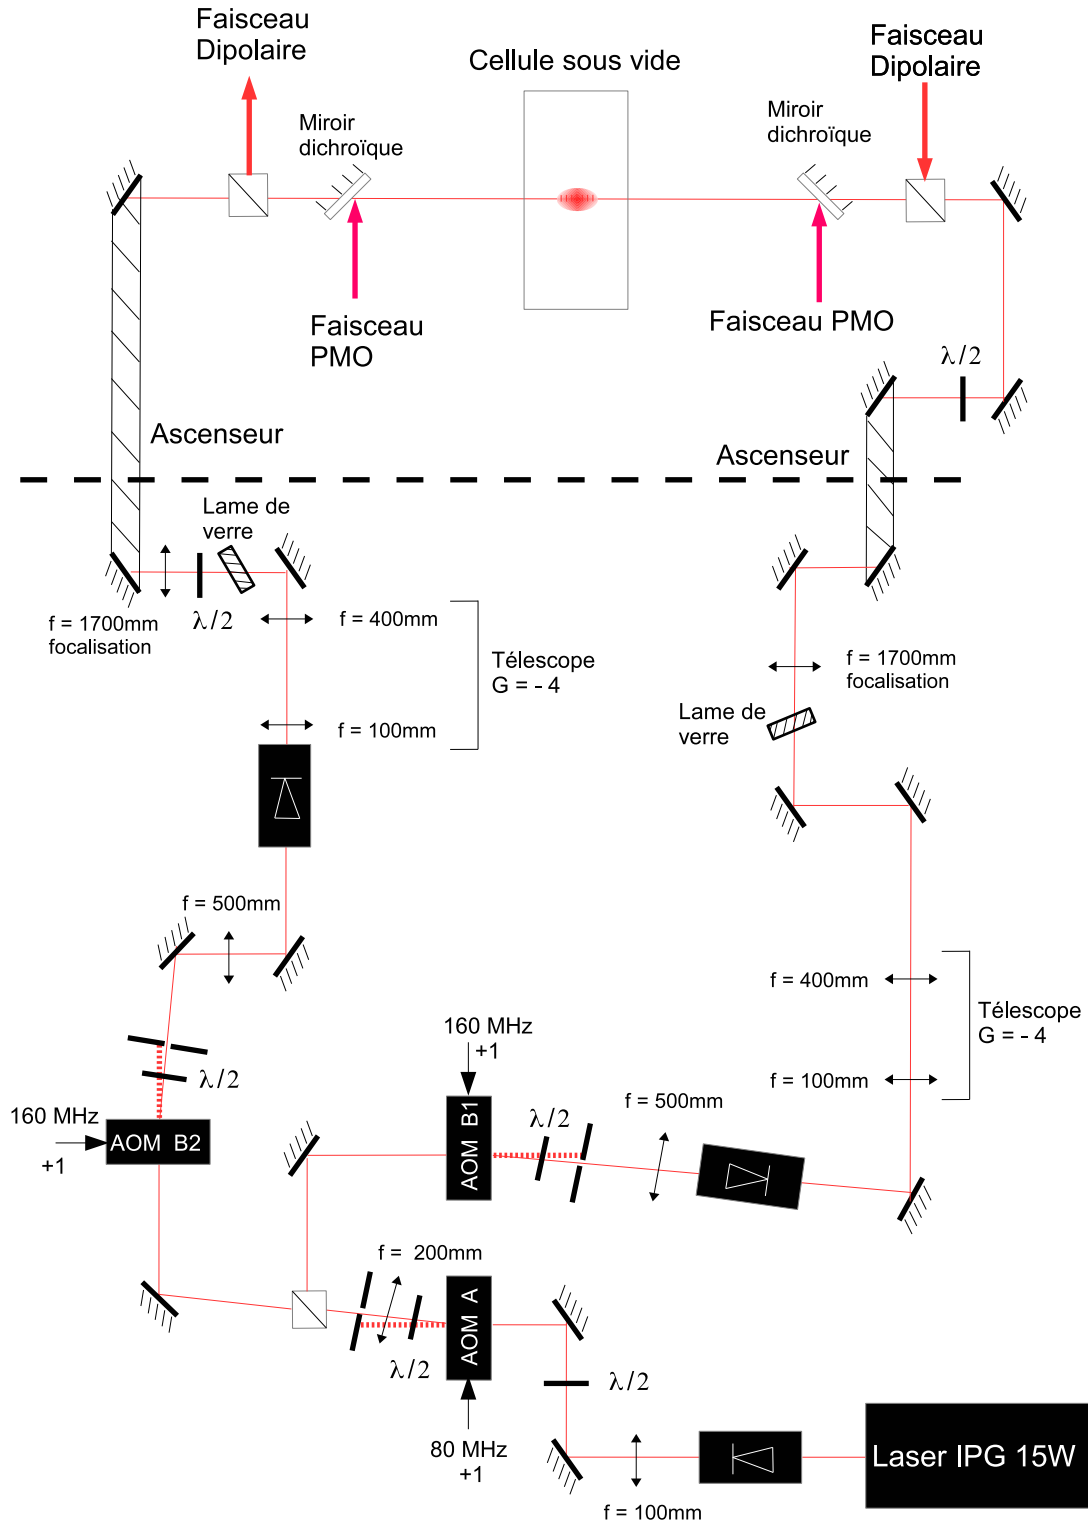 Faisceau
Dipolaire
Cellule sous vide
Faisceau
Dipolaire
Miroir
dichroïque
Miroir
dichroïque
Faisceau
PMO
Faisceau PMO
λ/2
Ascenseur
Ascenseur
Lame de
verre
f = 1700mm
focalisation
λ/2
f = 400mm
Télescope
G = - 4
f = 100mm
f = 1700mm
focalisation
Lame de
verre
f = 500mm
f = 400mm
Télescope
G = - 4
f = 100mm
160 MHz
+1
λ/2
160 MHz
+1
AOM B2
AOM B1
λ/2
f = 500mm
f = 200mm
AOM A
λ/2
λ/2
80 MHz
+1
Laser IPG 15W
f = 100mm